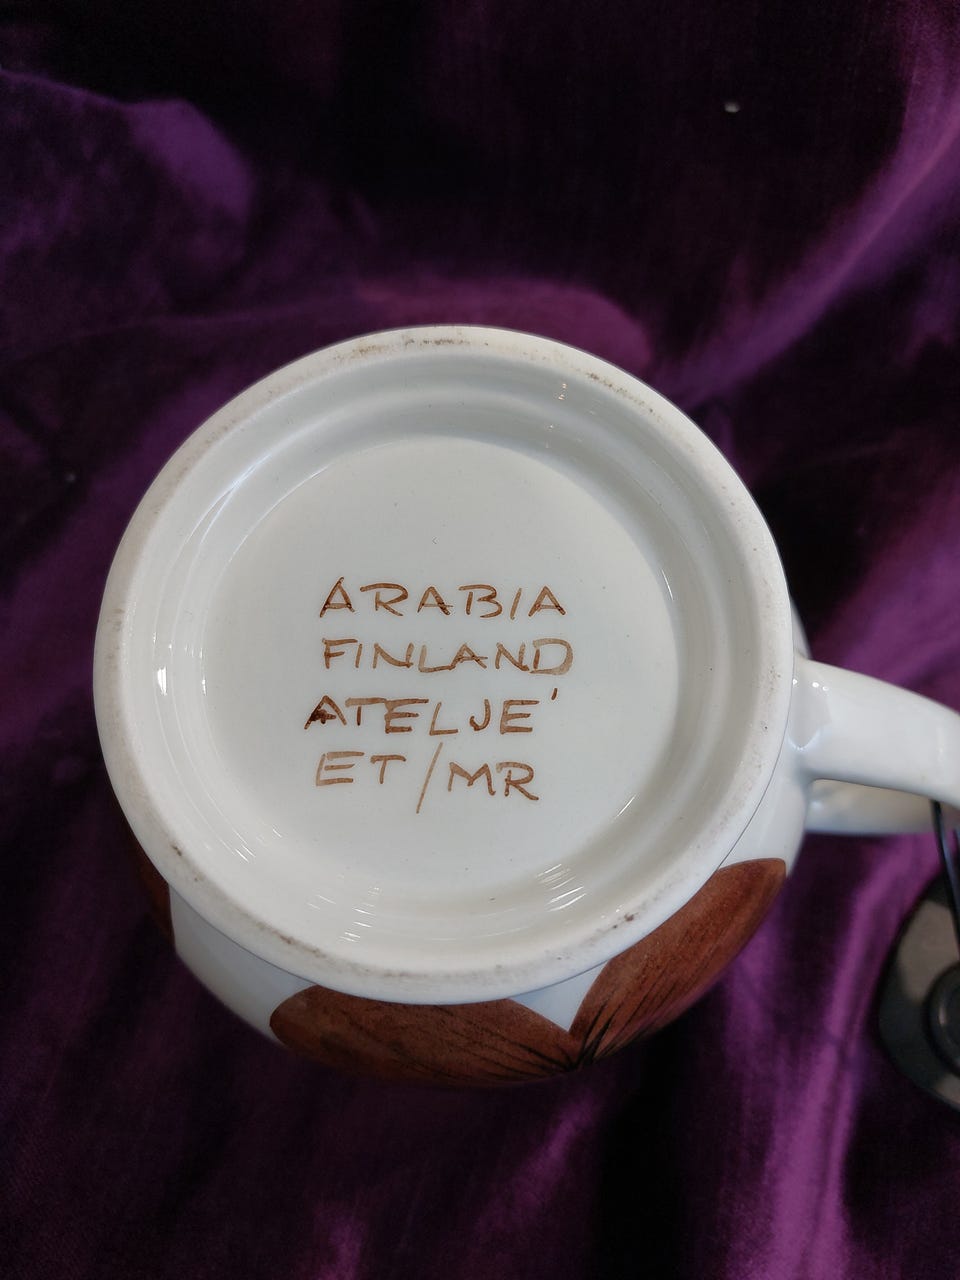 ARABIA
FINLAND
ATELJE'
ET/MR